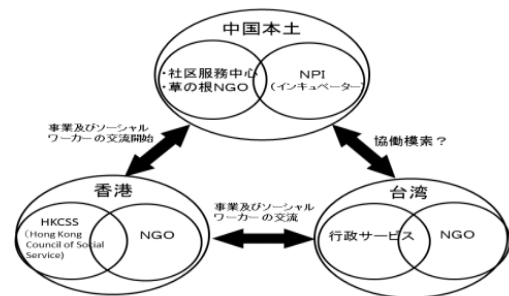 中国本土
・社区服務中心
・草の根NGO
NPI
（インキュベーター）
事業及びソーシャル
ワーカーの交流開始
協働模索？
香港
HKCSS
（Hong Kong
Council of Social
Service)
NGO
事業及びソーシャル
ワーカーの交流
台湾
行政サービス
NGO